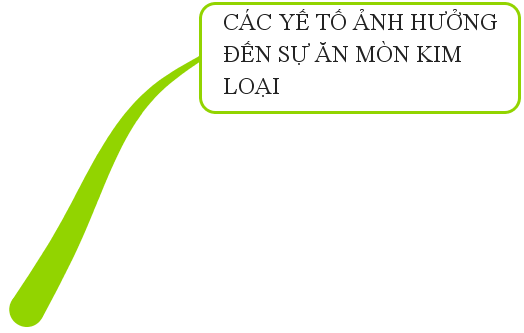 CÁC YẾ TỐ ẢNH HƯỞNG
ĐẾN SỰ ĂN MÒN KIM
LOẠI